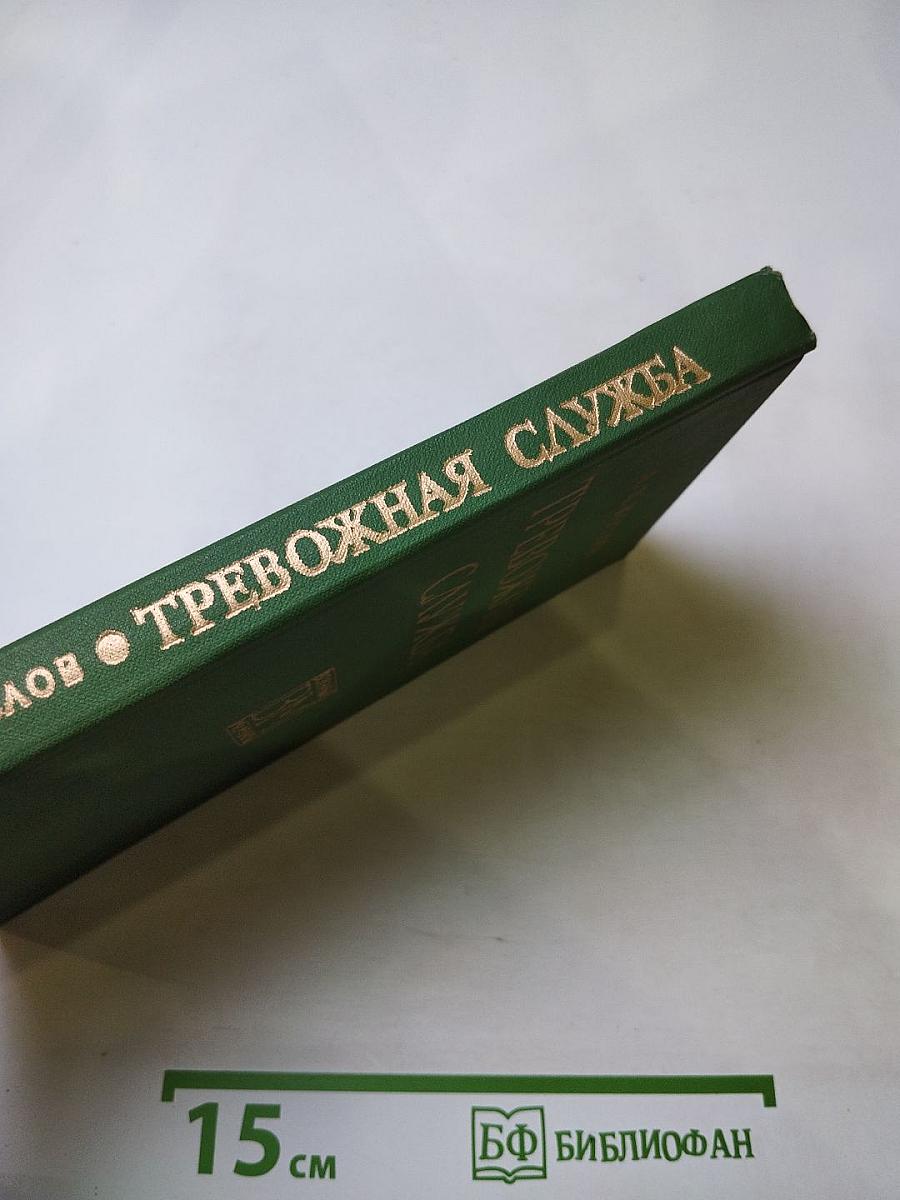 ЛОВ • ТРЕВОЖНАЯ СЛУЖБА
15 см
БФ БИБЛИОФАН